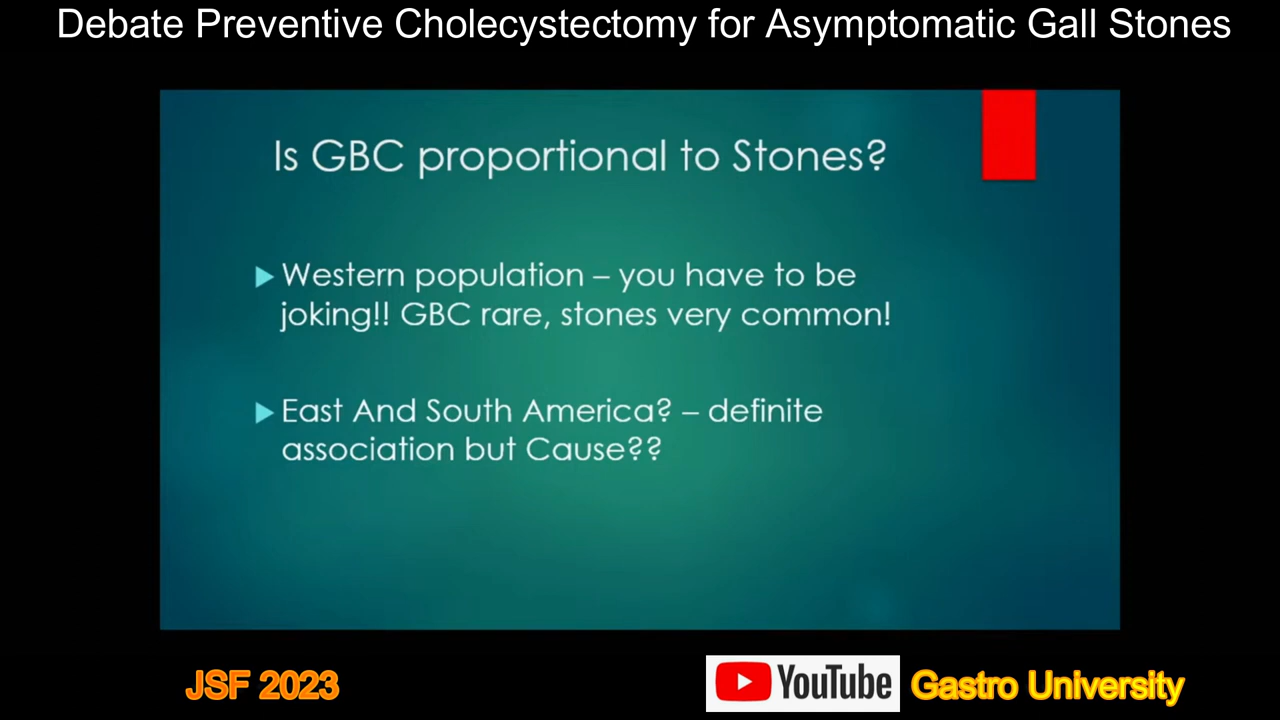 Debate Preventive Cholecystectomy for Asymptomatic Gall Stones
Is GBC proportional to Stones?
Western population – you have to be
joking!! GBC rare, stones very common!
East And South America? – definite
association but Cause??
JSF 2023
YouTube
Gastro University